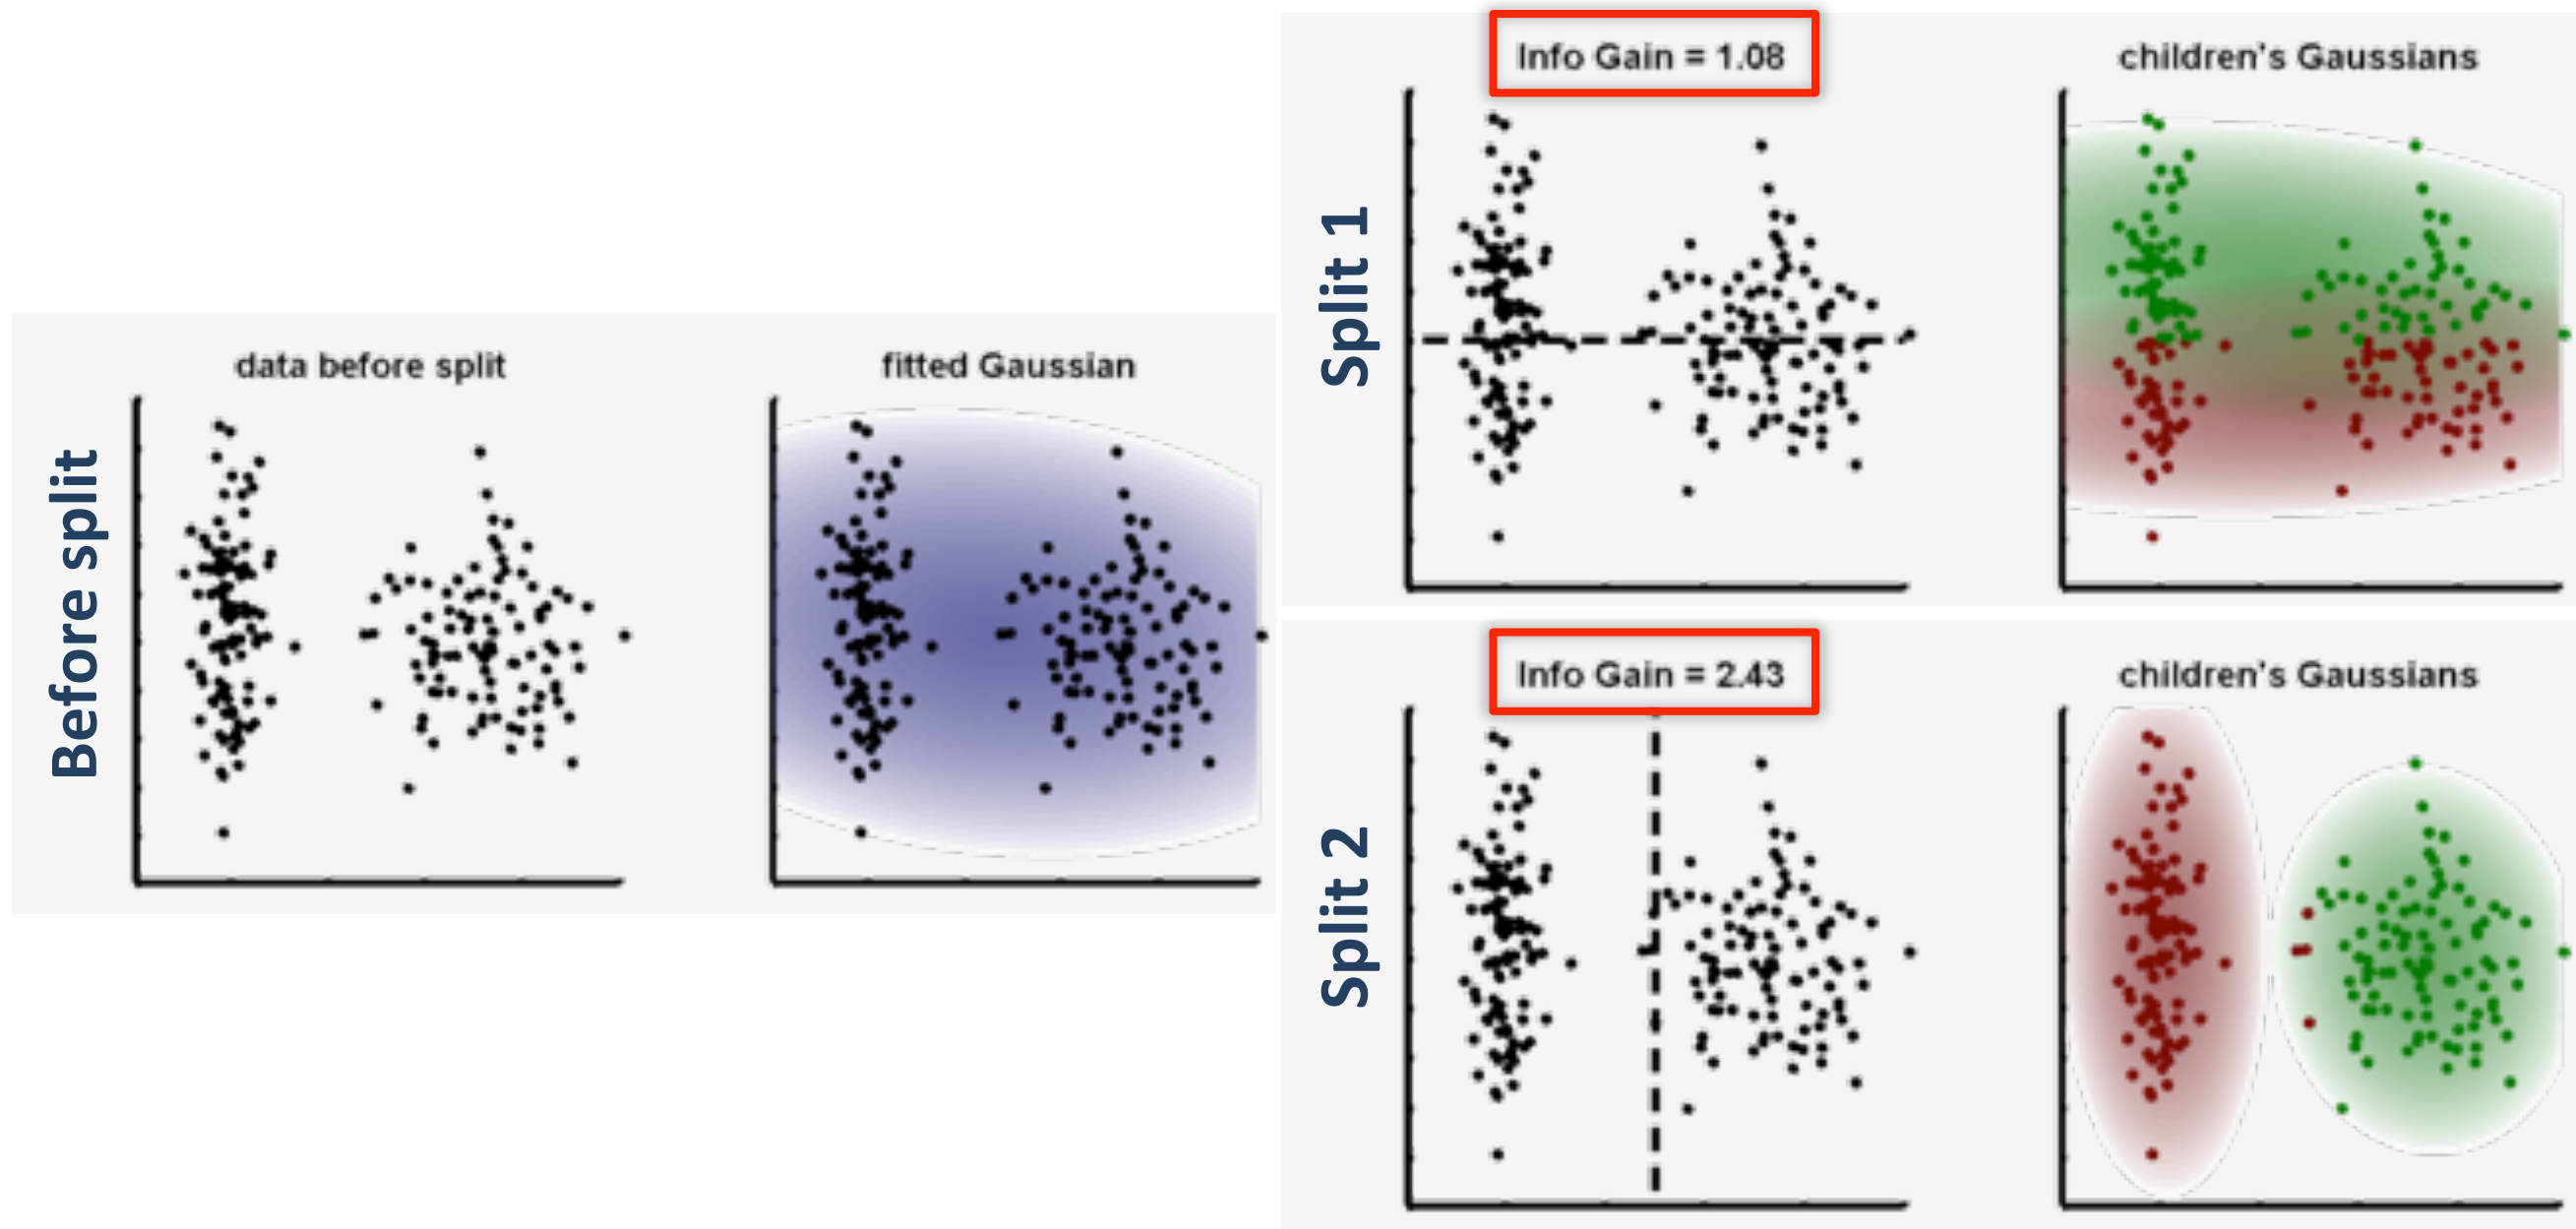 Before split
data before split
fitted Gaussian
Split 1
Info Gain = 1.08
children's Gaussians
Split 2
Info Gain = 2.43
children's Gaussians